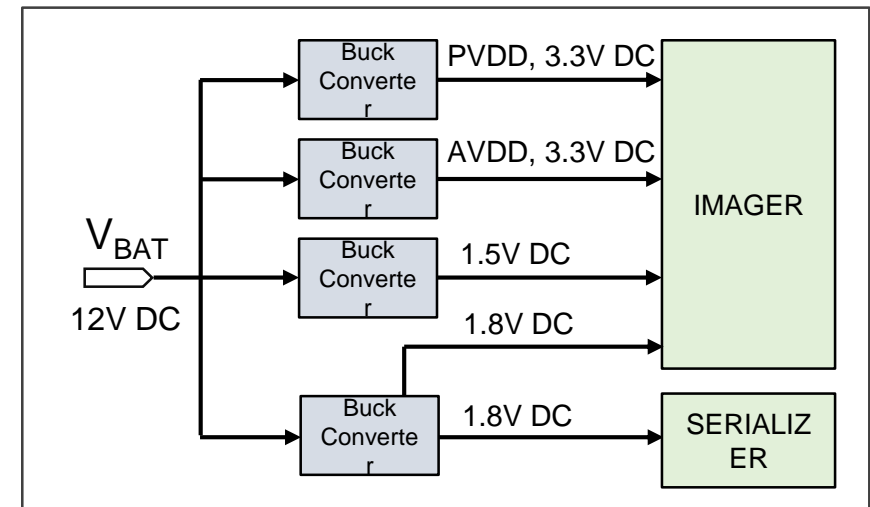 Buck
Converte
r
PVDD, 3.3V DC
Buck
Converte
r
AVDD, 3.3V DC
IMAGER
VBAT
12V DC
Buck
Converte
r
1.5V DC
1.8V DC
Buck
Converte
r
1.8V DC
SERIALIZ
ER